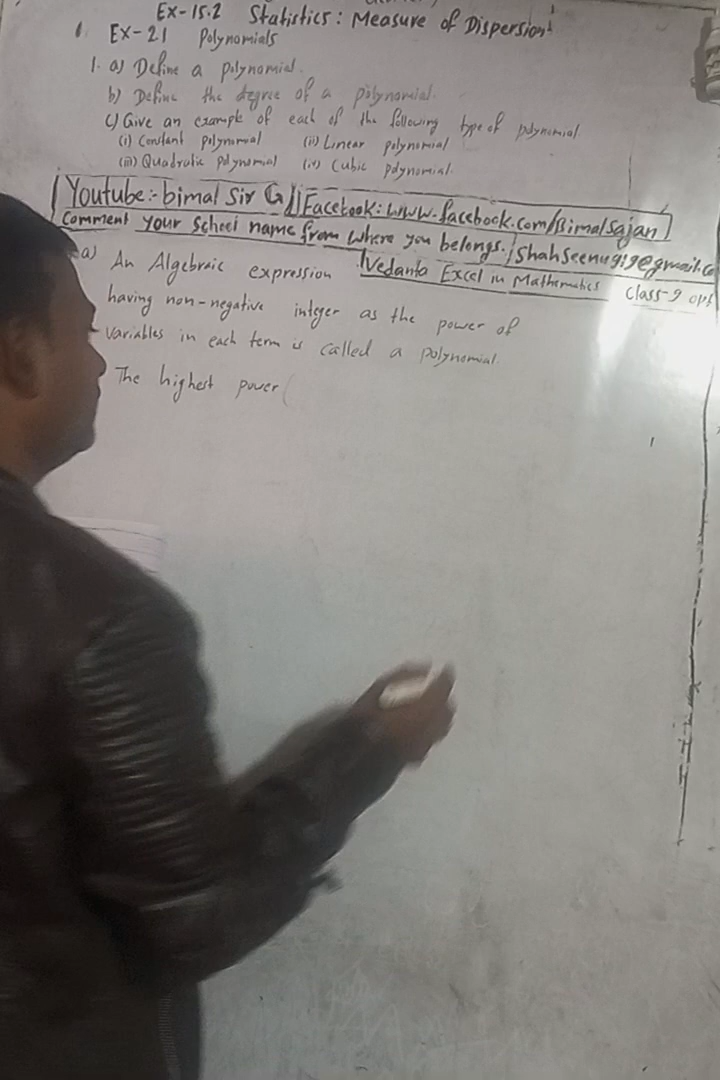 Ex-15.2 Statistics: Measure of Dispersion
1. Ex-2.1 Polynomials
1. a) Define a polynomial.
b) Define the degree of a polynomial.
c) Give an example of each of the following type of polynomial
(i) Constant polynomial (ii) Linear polynomial
(iii) Quadratic polynomial (iv) Cubic polynomial.
Youtube:- bimal Sir G Facebook: www.facebook.com/Bimalsajan
Comment your School name from where you belongs.
Vedanta Excel in Mathematics Class-9 opt
a) An Algebraic expression
having non-negative integer as the power of
variables in each term is called a polynomial.
The highest power (